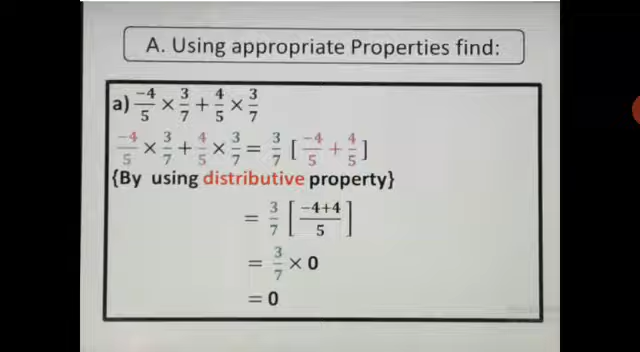 A. Using appropriate Properties find:
a) -4/5 × 3/7 + 4/5 × 3/7
-4/5 × 3/7 + 4/5 × 3/7 = 3/7 [-4/5 + 4/5]
{By using distributive property}
= 3/7 [-4+4/5]
= 3/7 × 0
= 0